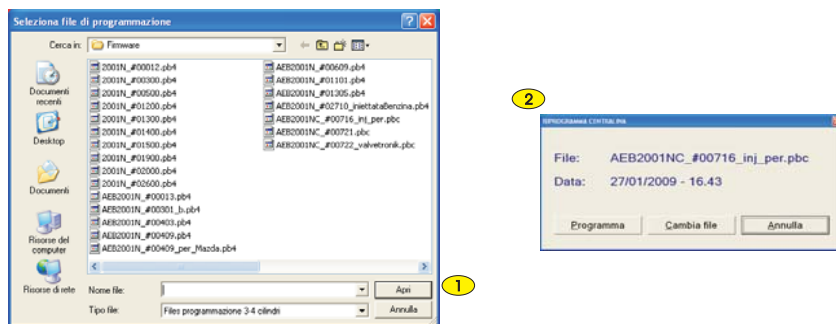 Seleziona file di programmazione
Cerca in:
Firmware
Documenti recenti
Desktop
Documenti
Risorse del computer
Risorse di rete
2001N_#00012.pb4
2001N_#00300.pb4
2001N_#00500.pb4
2001N_#01200.pb4
2001N_#01300.pb4
2001N_#01400.pb4
2001N_#01500.pb4
2001N_#01900.pb4
2001N_#02000.pb4
2001N_#02600.pb4
AEB2001N_#00013.pb4
AEB2001N_#00301_b.pb4
AEB2001N_#00403.pb4
AEB2001N_#00409.pb4
AEB2001N_#00409_per_Mazda.pb4
AEB2001N_#00609.pb4
AEB2001N_#01101.pb4
AEB2001N_#01305.pb4
AEB2001N_#02710_iniettataBenzina.pb4
AEB2001NC_#00716_inj_per.pbc
AEB2001NC_#00721.pbc
AEB2001NC_#00722_valvetronik.pbc
Nome file:
Apri
Tipo file:
Files programmazione 3-4 cilindri
Annulla
1
2
RIPROGRAMMA CENTRALINA
File: AEB2001NC_#00716_inj_per.pbc
Data: 27/01/2009 - 16.43
Programma
Cambia file
Annulla